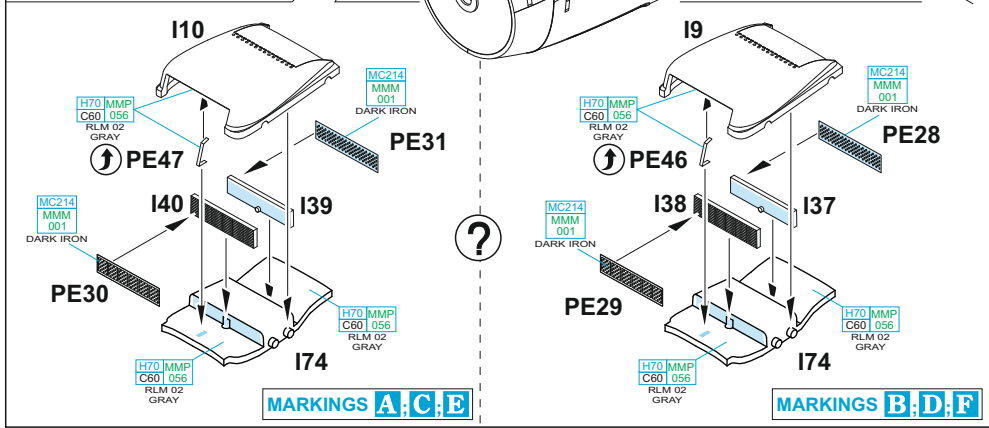 I10
H70 MMP
C60 056
RLM 02
GRAY
PE47
MC214
MMM
001
DARK IRON
PE31
I40
I39
MC214
MMM
001
DARK IRON
PE30
H70 MMP
C60 056
RLM 02
GRAY
I74
H70 MMP
C60 056
RLM 02
GRAY
MARKINGS A;C;E
?
I9
H70 MMP
C60 056
RLM 02
GRAY
PE46
MC214
MMM
001
DARK IRON
PE28
I38
I37
MC214
MMM
001
DARK IRON
PE29
H70 MMP
C60 056
RLM 02
GRAY
I74
H70 MMP
C60 056
RLM 02
GRAY
MARKINGS B;D;F